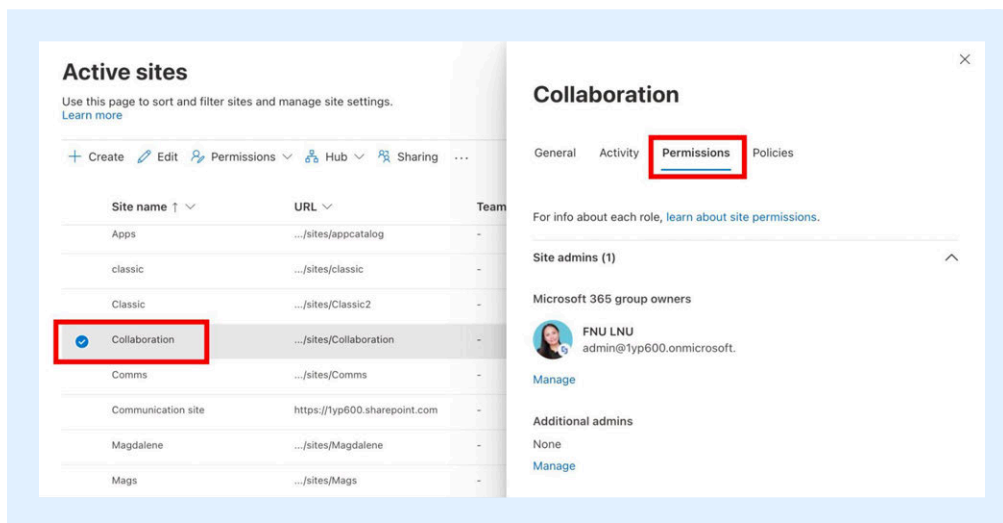 Active sites
Use this page to sort and filter sites and manage site settings.
Learn more
Create Edit Permissions Hub Sharing ...
Site name ↑ URL Team
Apps .../sites/appcatalog -
classic .../sites/classic -
Classic .../sites/Classic2 -
Collaboration .../sites/Collaboration -
Comms .../sites/Comms -
Communication site https://1yp600.sharepoint.com -
Magdalene .../sites/Magdalene -
Mags .../sites/Mags -
Collaboration
General Activity Permissions Policies
For info about each role, learn about site permissions.
Site admins (1)
Microsoft 365 group owners
FNU LNU
admin@1yp600.onmicrosoft.
Manage
Additional admins
None
Manage